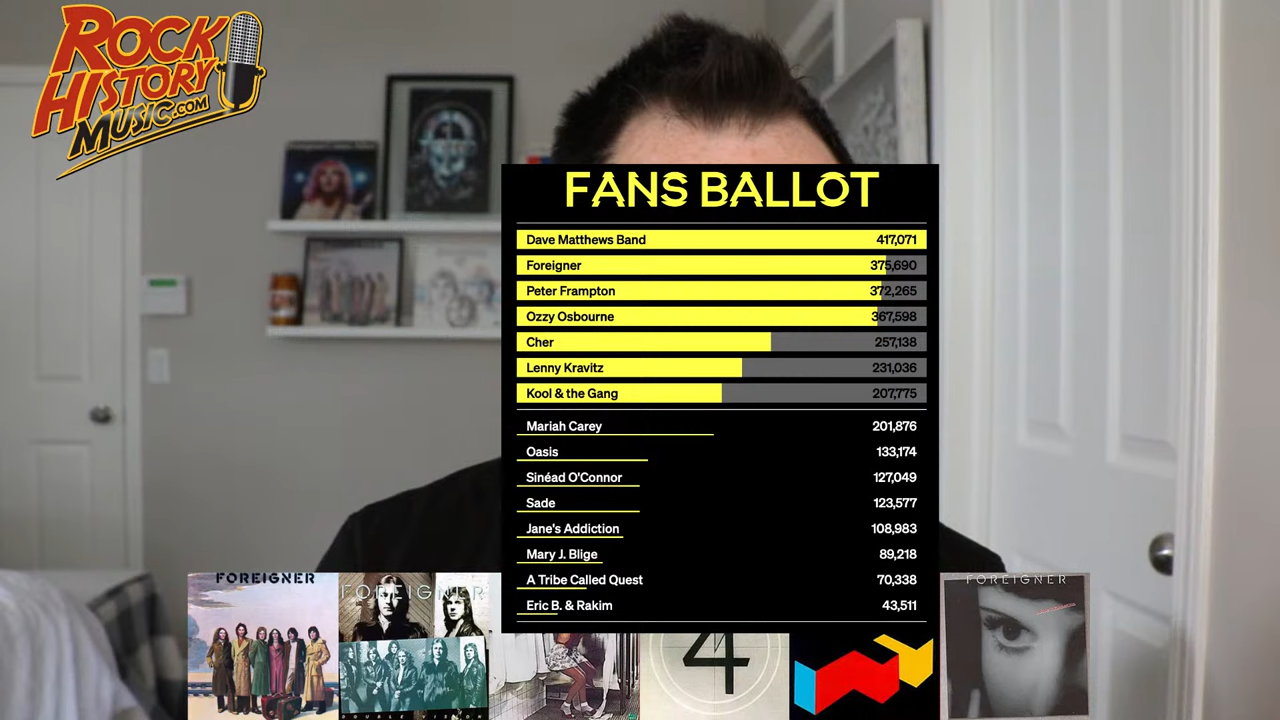 ROCK
HISTORY
MUSIC.COM
FANS BALLOT
Dave Matthews Band 417,071
Foreigner 375,690
Peter Frampton 372,265
Ozzy Osbourne 367,598
Cher 257,138
Lenny Kravitz 231,036
Kool & the Gang 207,775
Mariah Carey 201,876
Oasis 133,174
Sinéad O'Connor 127,049
Sade 123,577
Jane's Addiction 108,983
Mary J. Blige 89,218
A Tribe Called Quest 70,338
Eric B. & Rakim 43,511
FOREIGNER
FOREIGNER
DOUBLE VISION
4
FOREIGNER